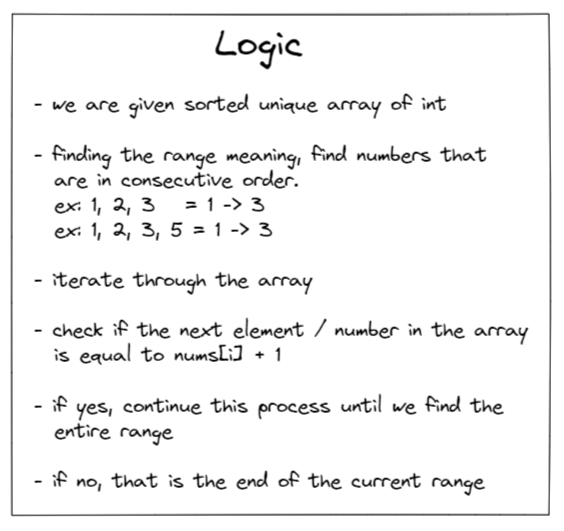 Logic
- we are given sorted unique array of int
- finding the range meaning, find numbers that
are in consecutive order.
ex: 1, 2, 3 = 1 -> 3
ex: 1, 2, 3, 5 = 1 -> 3
- iterate through the array
- check if the next element / number in the array
is equal to nums[i] + 1
- if yes, continue this process until we find the
entire range
- if no, that is the end of the current range